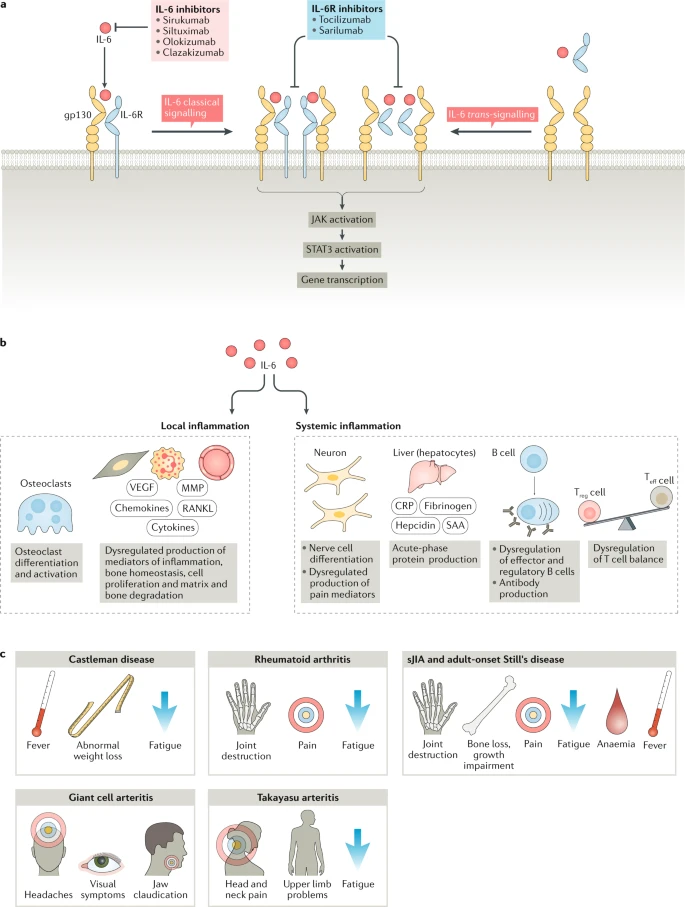 a
IL-6 inhibitors
• Sirukumab
• Siltuximab
• Olokizumab
• Clazakizumab
IL-6R inhibitors
• Tocilizumab
• Sarilumab
IL-6
gp130
IL-6R
IL-6 classical
signalling
IL-6 trans-signalling
JAK activation
STAT3 activation
Gene transcription
b
IL-6
Local inflammation
Systemic inflammation
Osteoclasts
VEGF
MMP
Chemokines
RANKL
Cytokines
Osteoclast
differentiation
and activation
Dysregulated production of
mediators of inflammation,
bone homeostasis, cell
proliferation and matrix and
bone degradation
Neuron
• Nerve cell
differentiation
• Dysregulated
production of
pain mediators
Liver (hepatocytes)
CRP
Fibrinogen
Hepcidin
SAA
Acute-phase
protein production
B cell
• Dysregulation
of effector and
regulatory B cells
• Antibody
production
Treg cell
Teff cell
Dysregulation
of T cell balance
c
Castleman disease
Fever
Abnormal
weight loss
Fatigue
Rheumatoid arthritis
Joint
destruction
Pain
Fatigue
sJIA and adult-onset Still's disease
Joint
destruction
Bone loss,
growth
impairment
Pain
Fatigue
Anaemia
Fever
Giant cell arteritis
Headaches
Visual
symptoms
Jaw
claudication
Takayasu arteritis
Head and
neck pain
Upper limb
problems
Fatigue